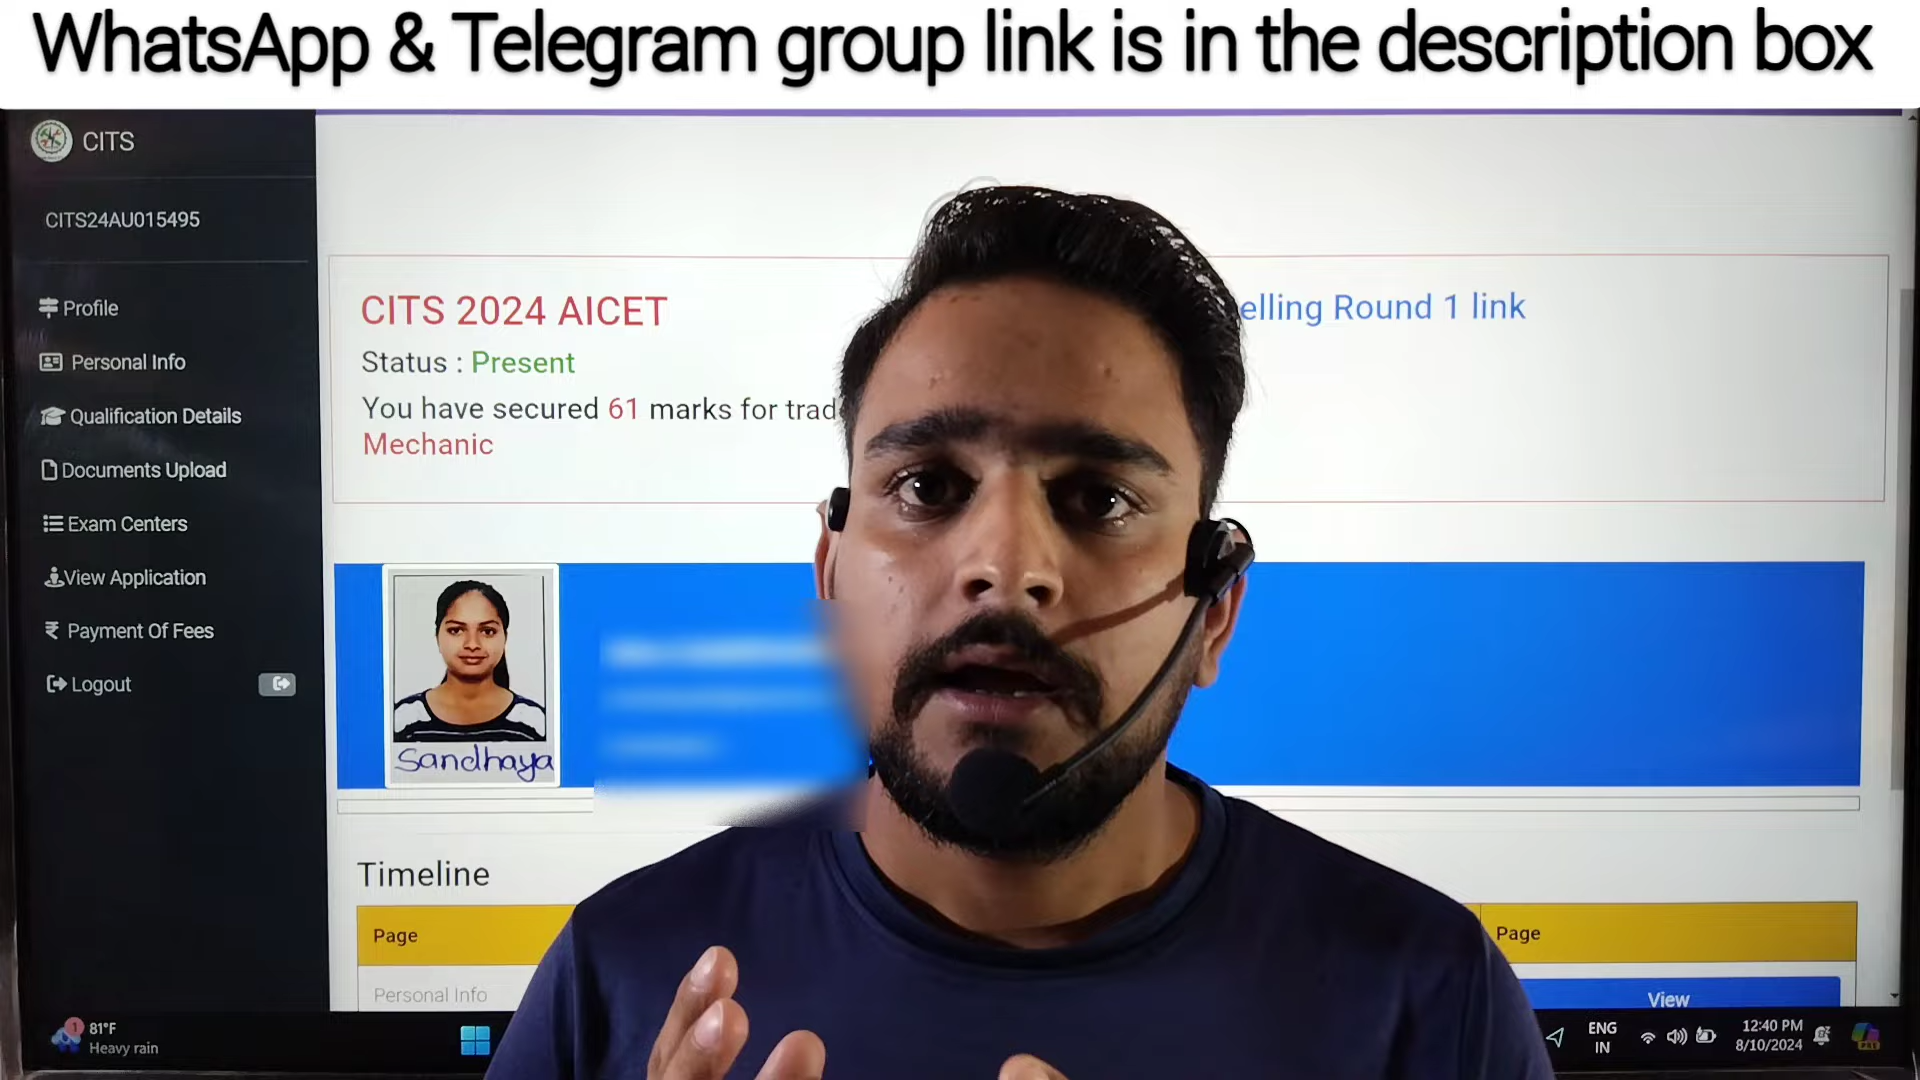 WhatsApp & Telegram group link is in the description box
CITS
CITS24AU015495
Profile
Personal Info
Qualification Details
Documents Upload
Exam Centers
View Application
Payment Of Fees
Logout
CITS 2024 AICET
elling Round 1 link
Status : Present
You have secured 61 marks for trad
Mechanic
Sandhaya
Timeline
Page
Page
Personal Info
View
1
81°F
Heavy rain
ENG
IN
12:40 PM
8/10/2024